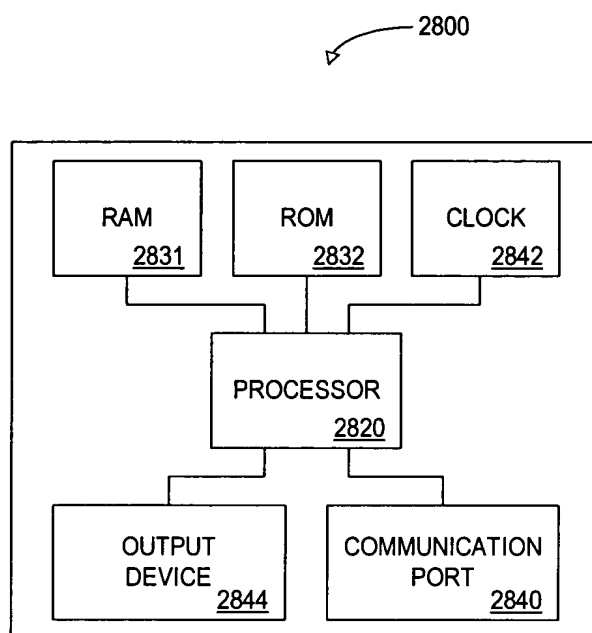 2800
RAM
2831
ROM
2832
CLOCK
2842
PROCESSOR
2820
OUTPUT
DEVICE
2844
COMMUNICATION
PORT
2840